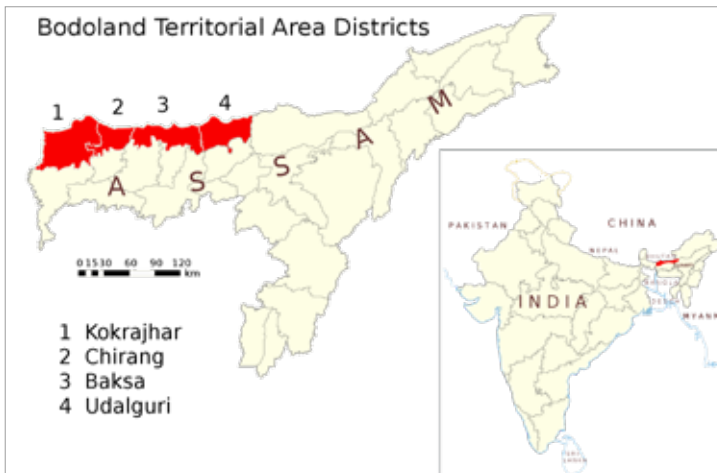 Bodoland Territorial Area Districts
1 2 3 4
A S S A M
0 15 30 60 90 120
km
1 Kokrajhar
2 Chirang
3 Baksa
4 Udalguri
PAKISTAN
CHINA
NEPAL
BHUTAN
INDIA
MYANM